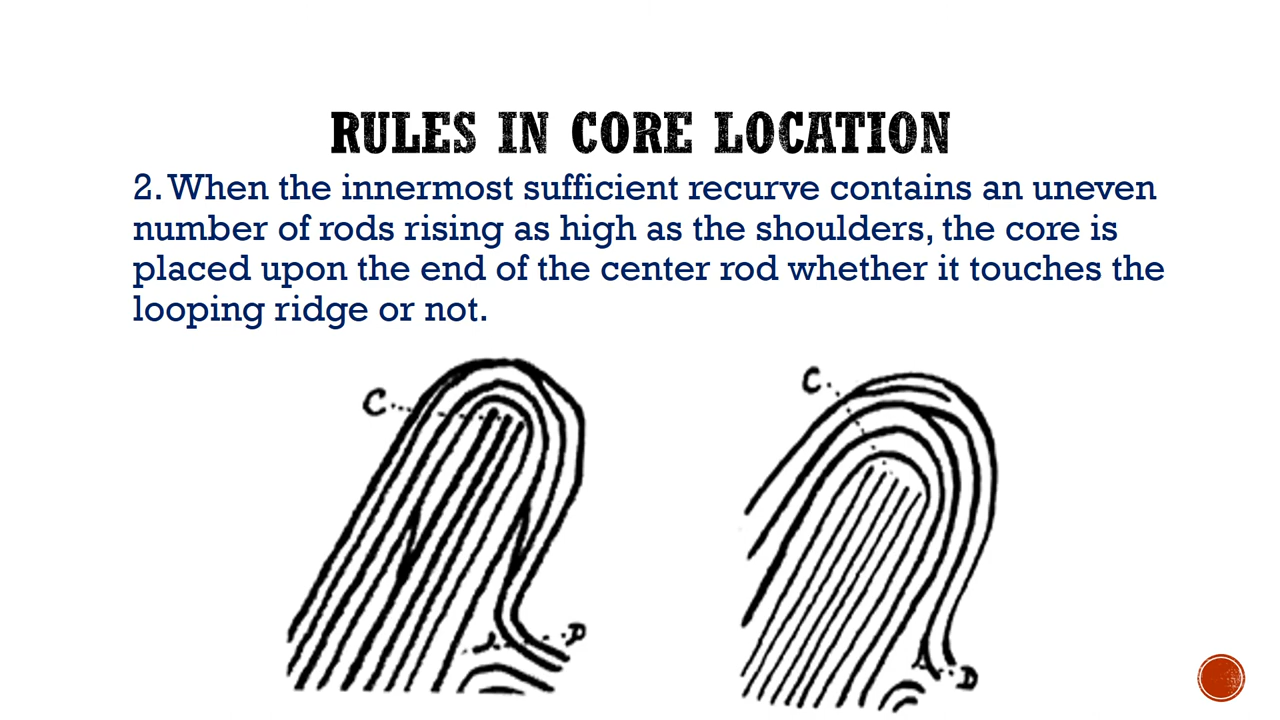 RULES IN CORE LOCATION
2. When the innermost sufficient recurve contains an uneven
number of rods rising as high as the shoulders, the core is
placed upon the end of the center rod whether it touches the
looping ridge or not.
C
C
D
D